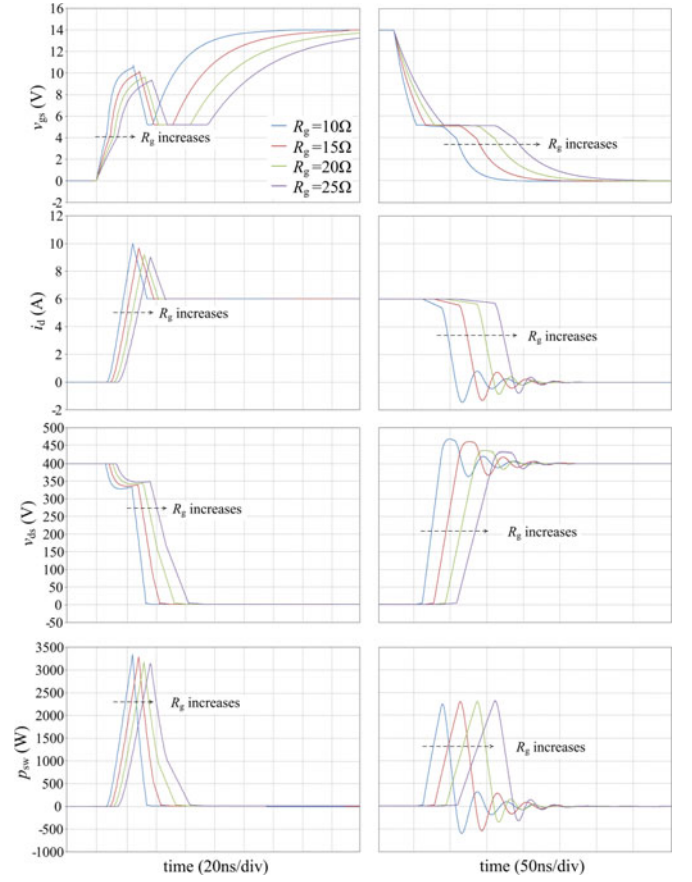 16
14
12
10
8
6
4
2
0
-2
v_gs (V)
R_g increases
R_g =10Ω
R_g =15Ω
R_g =20Ω
R_g =25Ω
R_g increases
12
10
8
6
4
2
0
-2
i_d (A)
R_g increases
R_g increases
500
450
400
350
300
250
200
150
100
50
0
-50
v_ds (V)
R_g increases
R_g increases
3500
3000
2500
2000
1500
1000
500
0
-500
-1000
p_sw (W)
R_g increases
R_g increases
time (20ns/div)
time (50ns/div)